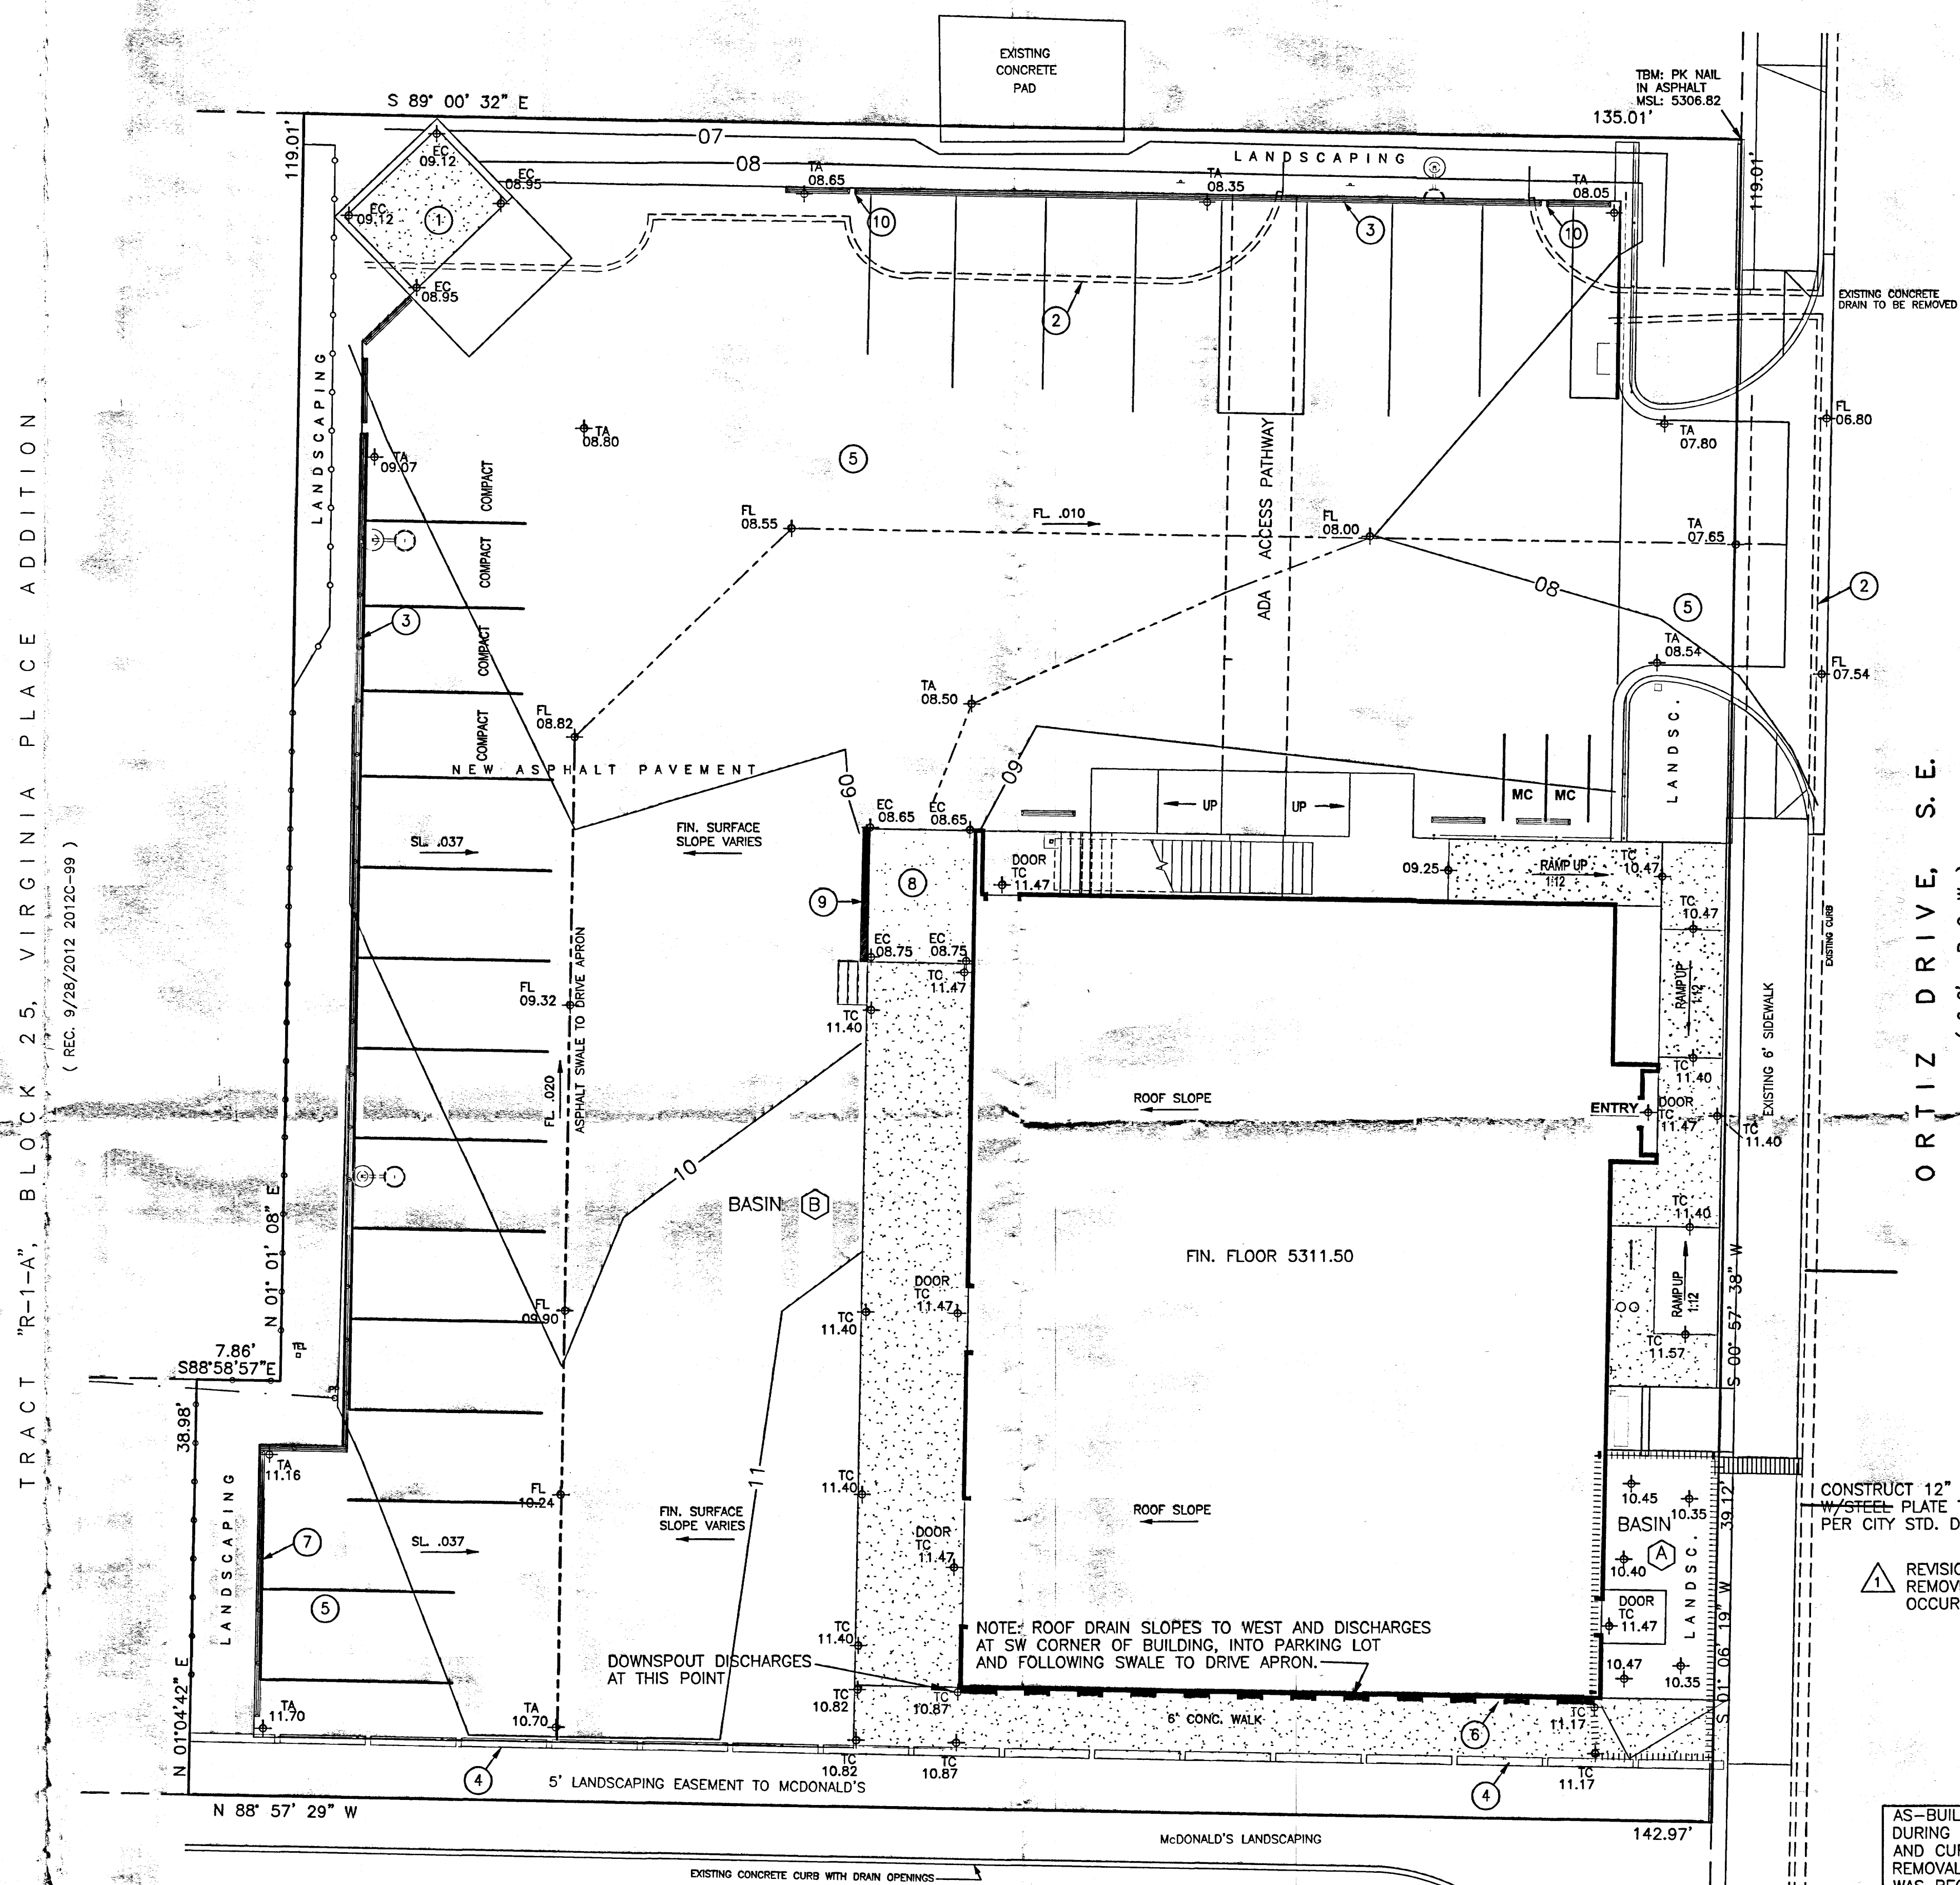 EXISTING
CONCRETE
PAD
TBM: PK NAIL
IN ASPHALT
MSL: 5306.82
S 89° 00' 32" E
135.01'
119.01'
119.01'
07
08
LANDSCAPING
EC
09.12
EC
08.95
EC
09.12
1
EC
08.95
TA
08.65
TA
08.35
TA
08.05
10
3
10
2
EXISTING CONCRETE
DRAIN TO BE REMOVED
LANDSCAPING
TA
08.80
TA
09.07
5
TA
07.80
FL
06.80
COMPACT
COMPACT
COMPACT
COMPACT
ADA ACCESS PATHWAY
FL
08.55
FL .010
FL
08.00
TA
07.65
08
2
5
3
TA
08.54
FL
07.54
TA
08.50
FL
08.82
LANDSC.
NEW ASPHALT PAVEMENT
09
09
UP
UP
MC
MC
EC
08.65
EC
08.65
FIN. SURFACE
SLOPE VARIES
SL .037
DOOR
TC
11.47
09.25
RAMP UP
1:12
TC
10.47
8
9
TC
10.47
EC
08.75
EC
08.75
TC
11.47
RAMP UP
1:12
EXISTING CURB
FL
09.32
TC
11.40
ASPHALT SWALE TO DRIVE APRON
FL .020
TC
11.40
EXISTING 6' SIDEWALK
ROOF SLOPE
ENTRY
DOOR
TC
11.47
TC
11.40
10
BASIN B
TC
11.40
FIN. FLOOR 5311.50
N 01° 01' 08" E
DOOR
TC
11.47
TC
11.40
FL
09.90
RAMP UP
1:12
TC
11.57
S 00° 57' 38" W
TEL
7.86'
S88°58'57"E
38.98'
TA
11.16
11
TC
11.40
FL
10.24
FIN. SURFACE
SLOPE VARIES
ROOF SLOPE
10.45
10.35
BASIN
A
10.40
39.12'
CONSTRUCT 12"
W/STEEL PLATE
PER CITY STD. D
LANDSCAPING
7
SL .037
DOOR
TC
11.47
1
REVISIO
REMOV
OCCUR
5
DOOR
TC
11.47
LANDSC.
TC
11.40
NOTE: ROOF DRAIN SLOPES TO WEST AND DISCHARGES
AT SW CORNER OF BUILDING, INTO PARKING LOT
AND FOLLOWING SWALE TO DRIVE APRON.
DOWNSPOUT DISCHARGES
AT THIS POINT
10.47
10.35
S 01° 06' 19" W
N 01°04'42" E
TA
11.70
TA
10.70
TC
10.82
TC
10.87
6' CONC. WALK
6
TC
11.17
4
TC
10.82
TC
10.87
4
TC
11.17
5' LANDSCAPING EASEMENT TO MCDONALD'S
N 88° 57' 29" W
142.97'
McDONALD'S LANDSCAPING
EXISTING CONCRETE CURB WITH DRAIN OPENINGS
AS-BUIL
DURING
AND CUR
REMOVAL
TRACT "R-1-A", BLOCK 25, VIRGINIA PLACE ADDITION
( REC. 9/28/2012 2012C-99 )
ORTIZ DRIVE, S.E.